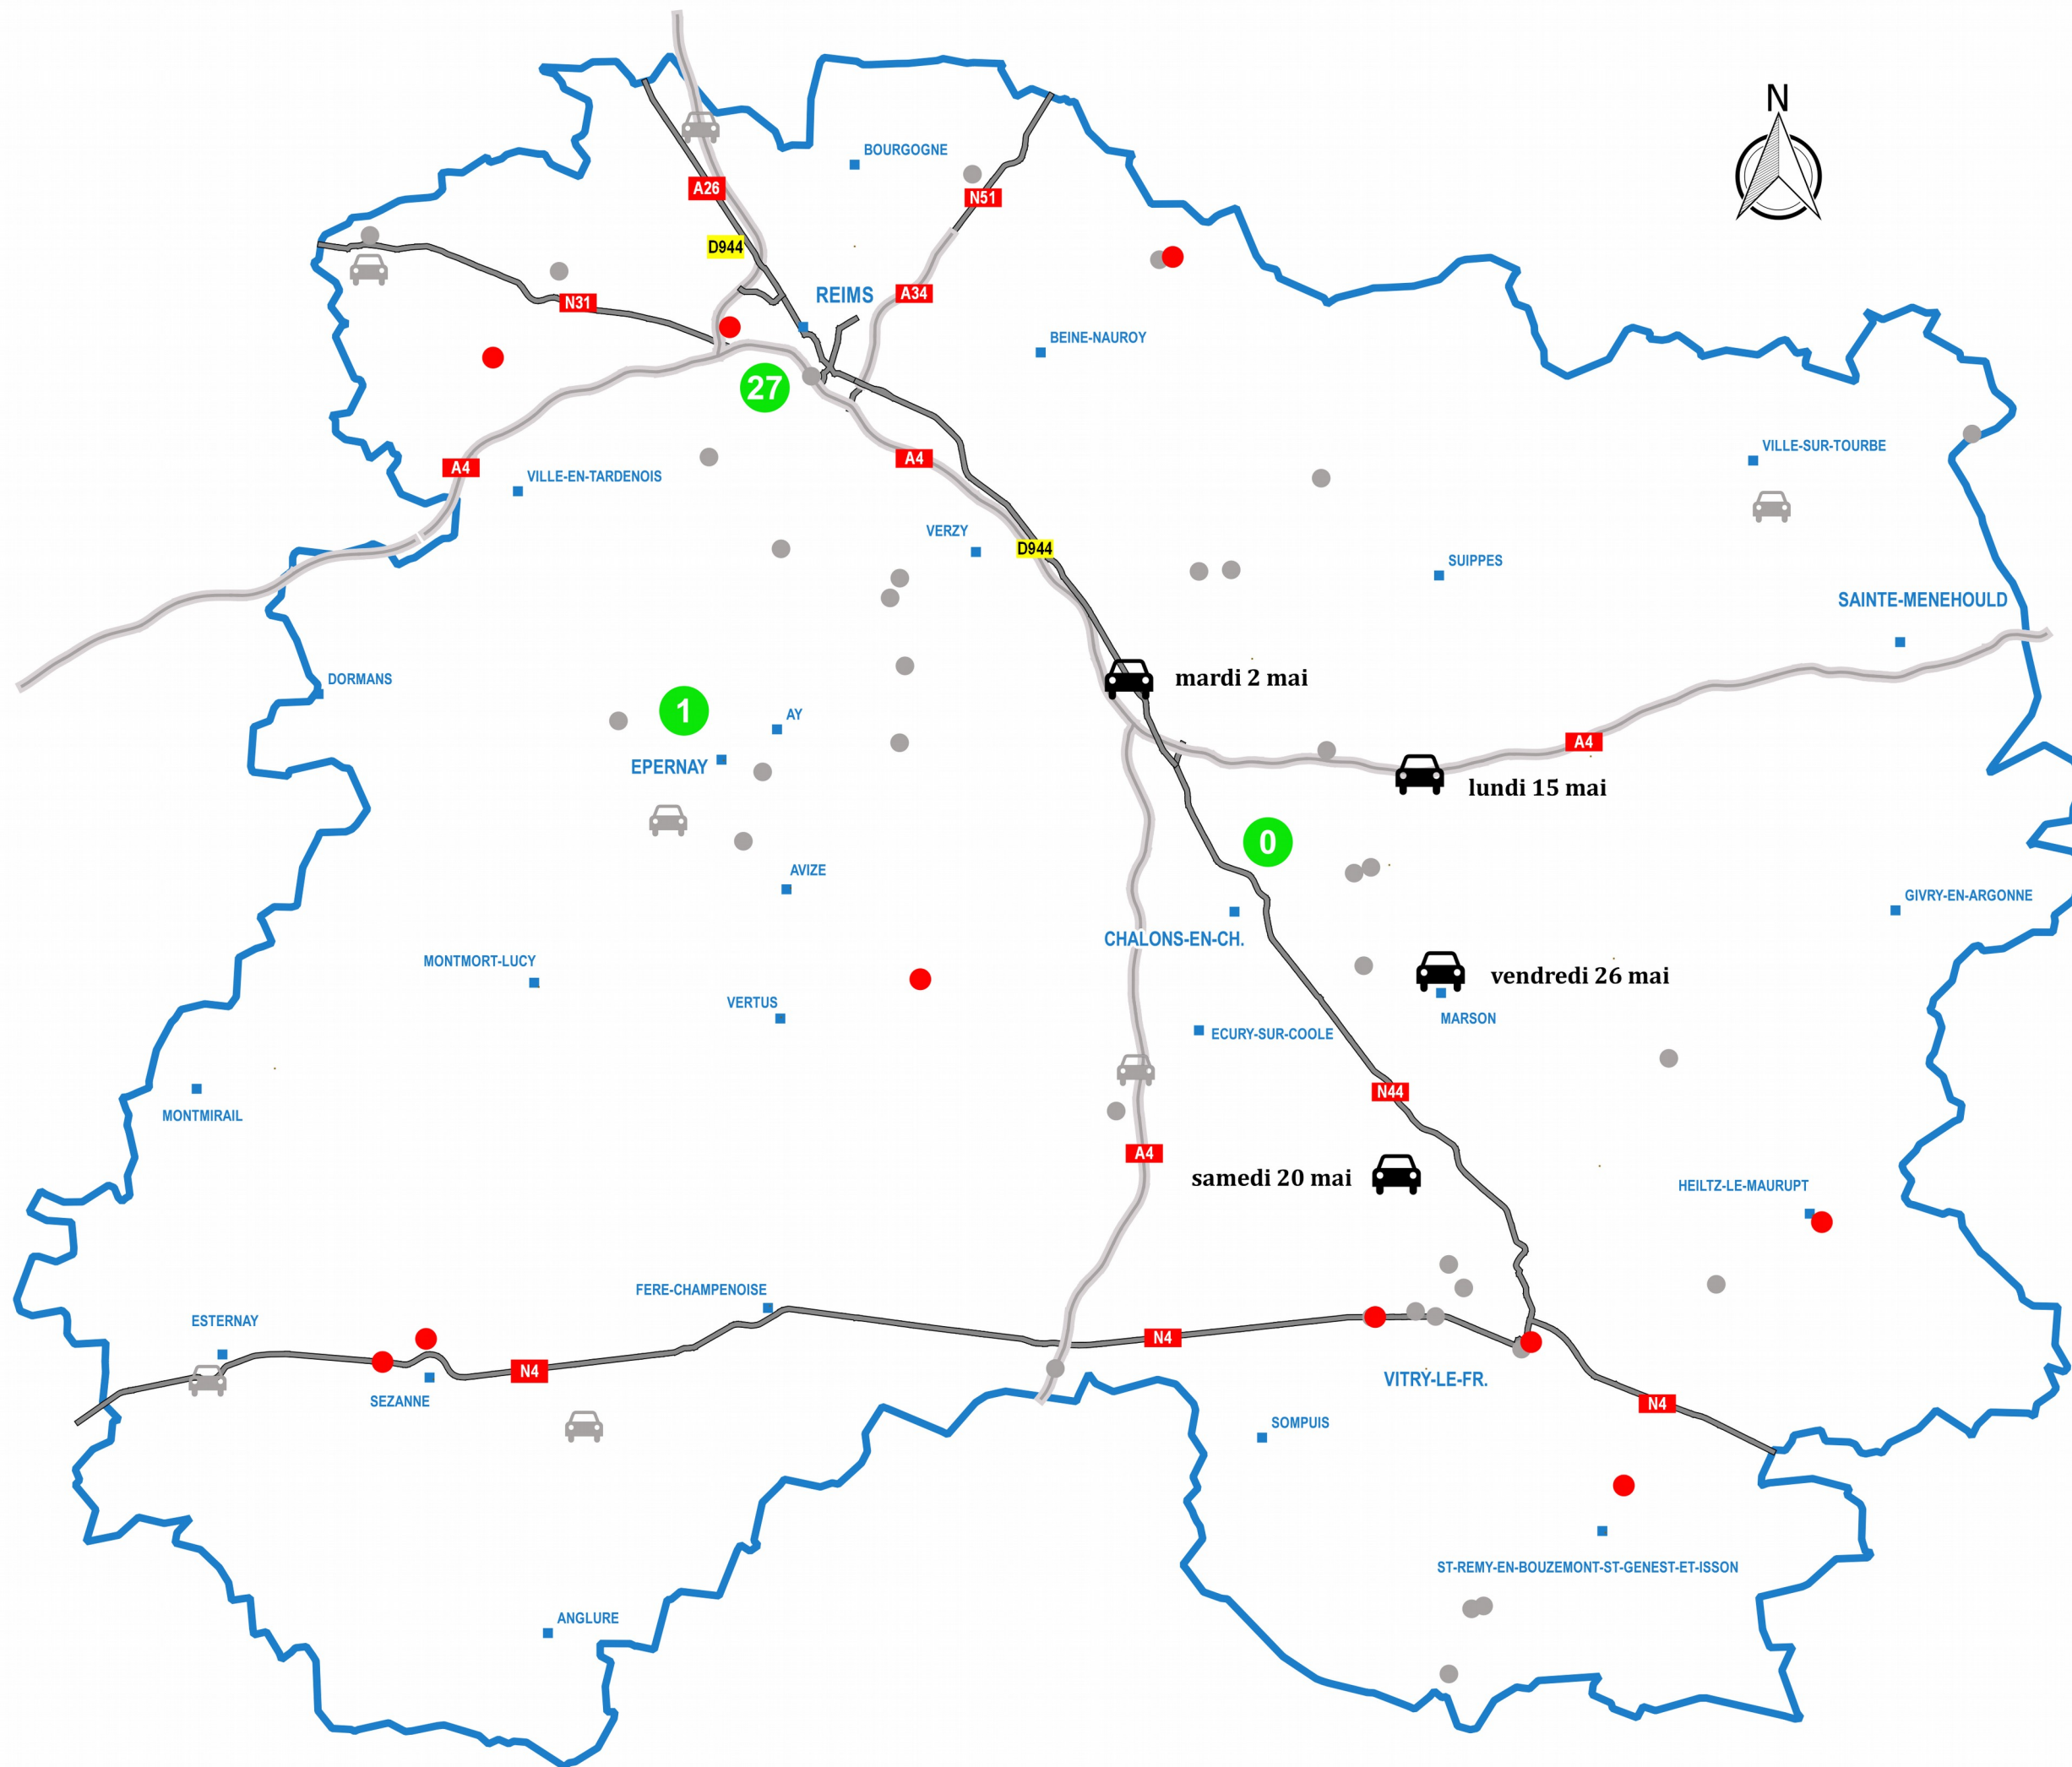 N
BOURGOGNE
A26
N51
D944
REIMS
A34
N31
BEINE-NAUROY
27
A4
A4
VILLE-SUR-TOURBE
VILLE-EN-TARDENOIS
VERZY
D944
SUIPPES
SAINTE-MENEHOULD
DORMANS
mardi 2 mai
1
AY
A4
EPERNAY
lundi 15 mai
0
AVIZE
GIVRY-EN-ARGONNE
CHALONS-EN-CH.
MONTMORT-LUCY
vendredi 26 mai
VERTUS
MARSON
ECURY-SUR-COOLE
N44
MONTMIRAIL
A4
samedi 20 mai
HEILTZ-LE-MAURUPT
FERE-CHAMPENOISE
ESTERNAY
N4
N4
VITRY-LE-FR.
SEZANNE
N4
SOMPUIS
ST-REMY-EN-BOUZEMONT-ST-GENEST-ET-ISSON
ANGLURE